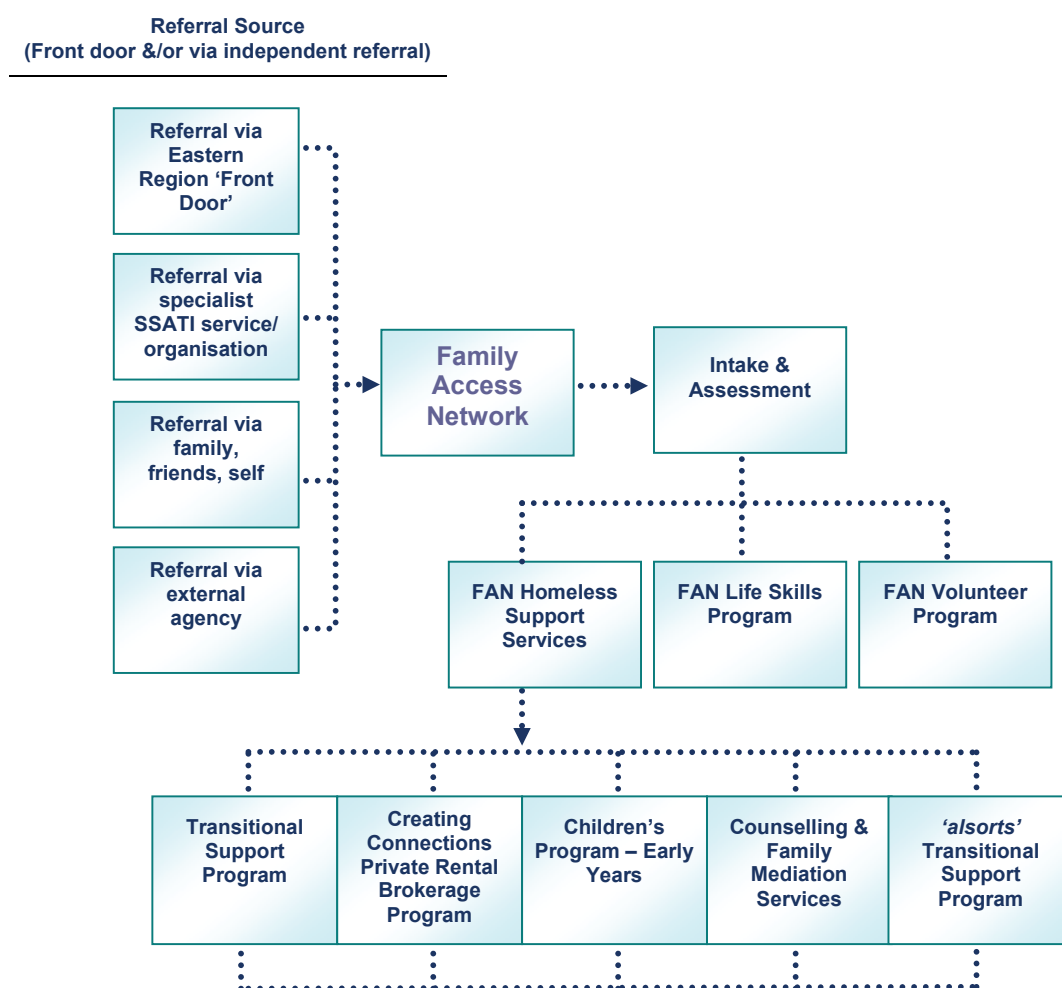 Referral Source
(Front door &/or via independent referral)
Referral via
Eastern
Region ‘Front
Door’
Referral via
specialist
SSATI service/
organisation
Referral via
family,
friends, self
Referral via
external
agency
Family
Access
Network
Intake &
Assessment
FAN Homeless
Support
Services
FAN Life Skills
Program
FAN Volunteer
Program
Transitional
Support
Program
Creating
Connections
Private Rental
Brokerage
Program
Children’s
Program – Early
Years
Counselling &
Family
Mediation
Services
‘alsorts’
Transitional
Support
Program